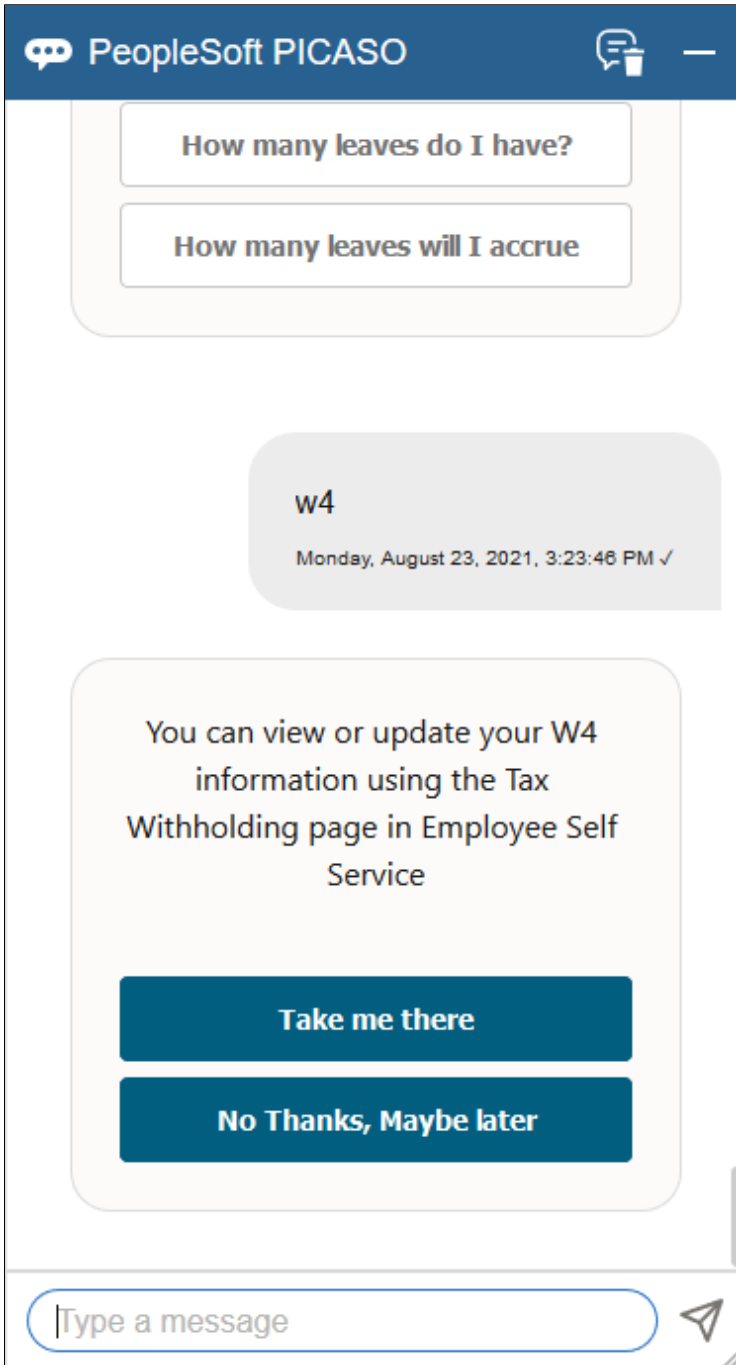 PeopleSoft PICASO
How many leaves do I have?
How many leaves will I accrue
w4
Monday, August 23, 2021, 3:23:46 PM ✓
You can view or update your W4
information using the Tax
Withholding page in Employee Self
Service
Take me there
No Thanks, Maybe later
Type a message